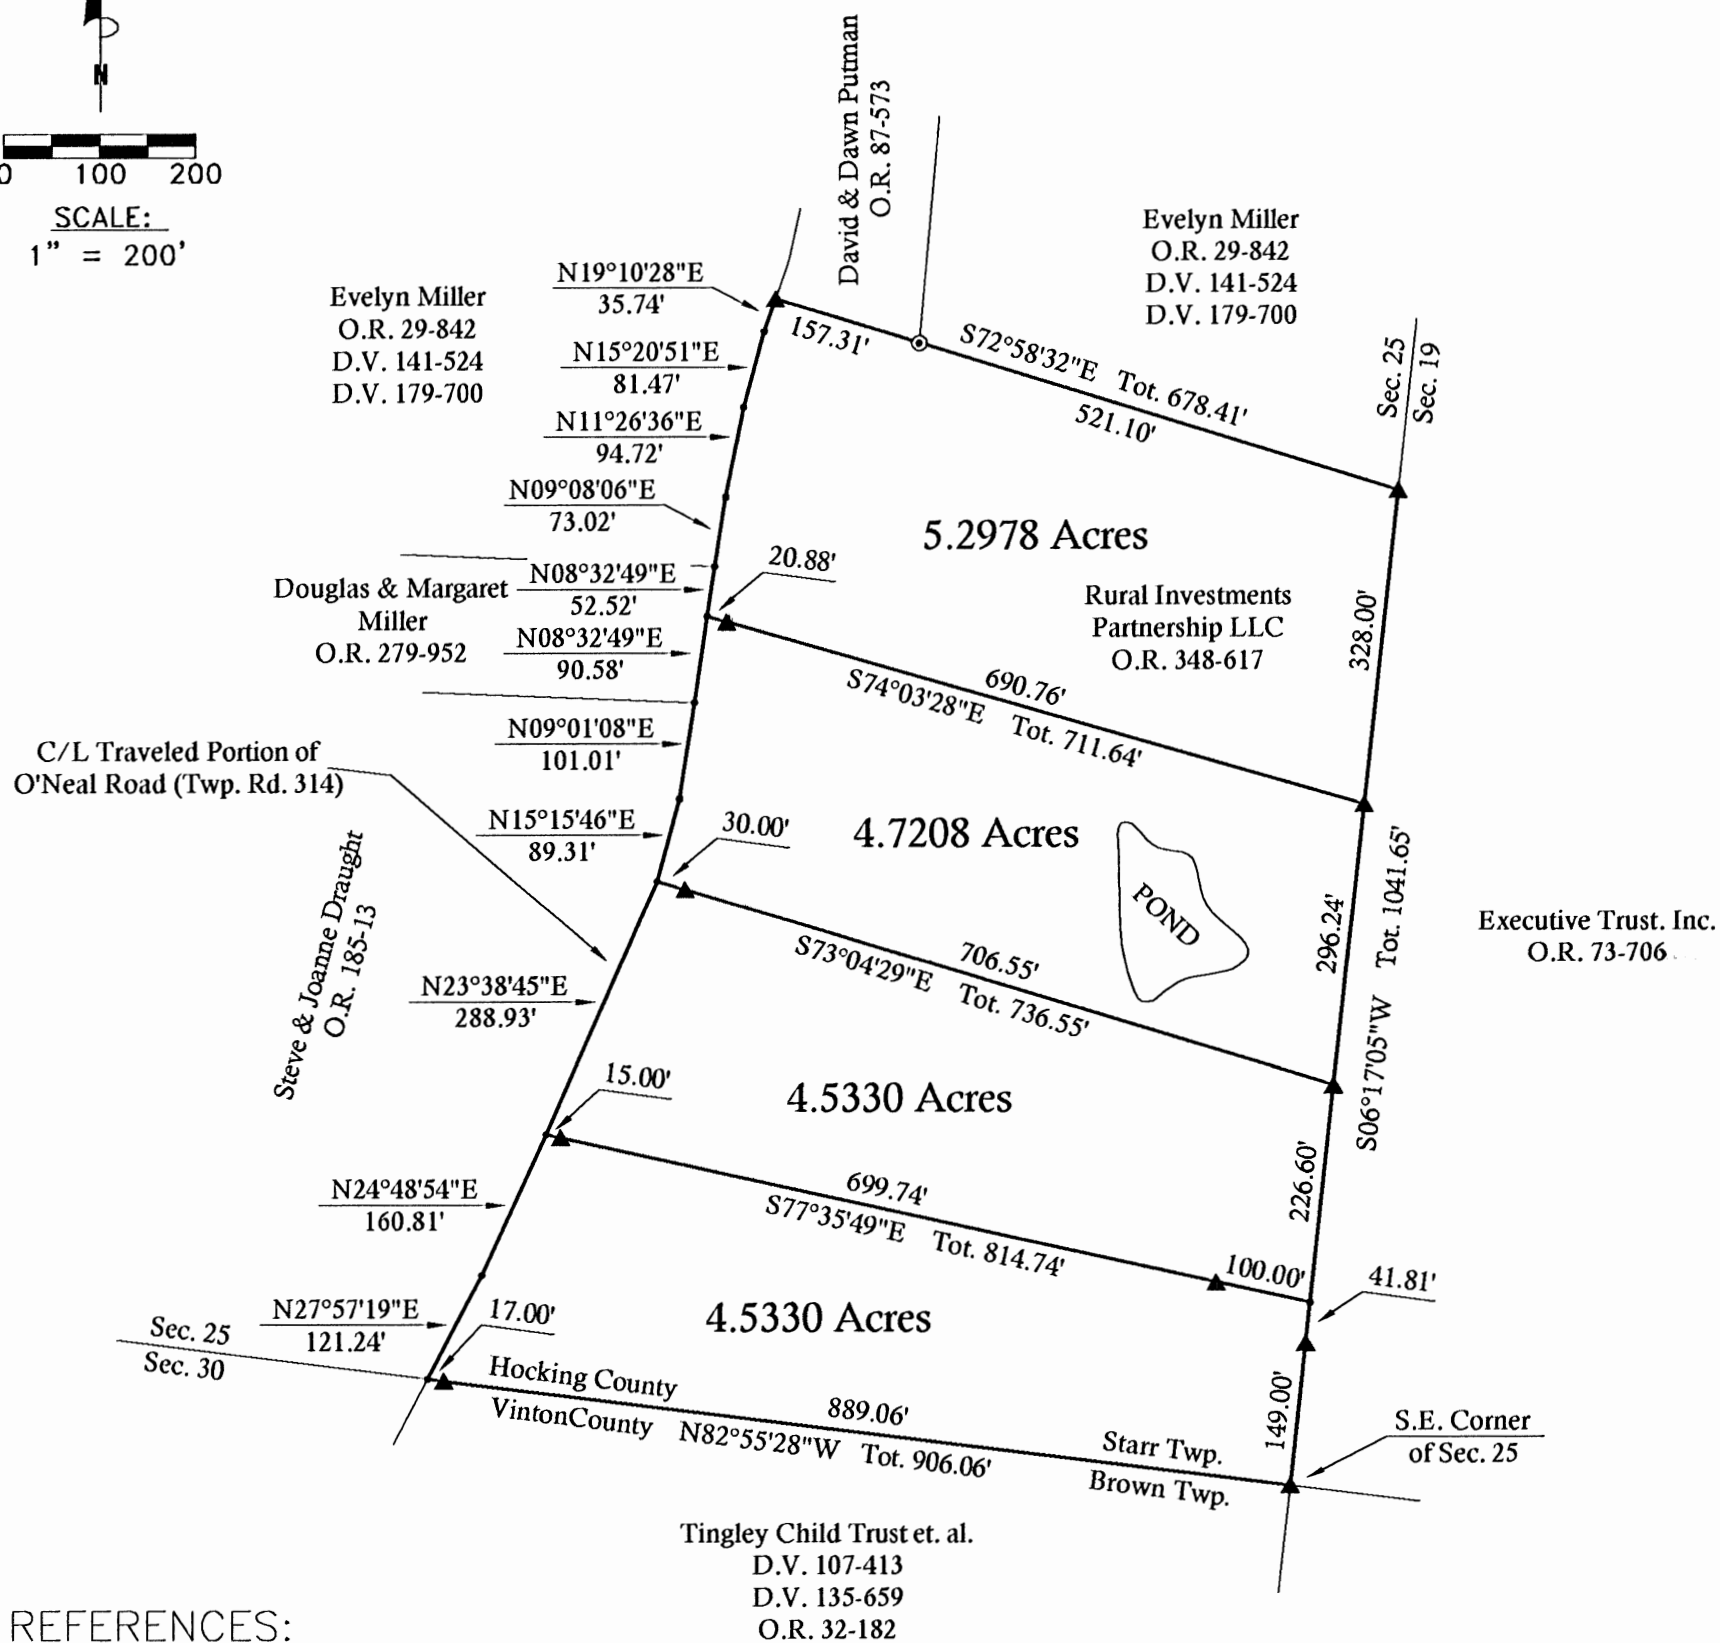 N
0 100 200
SCALE:
1" = 200'
David & Dawn Putman
O.R. 87-573
Evelyn Miller
O.R. 29-842
D.V. 141-524
D.V. 179-700
Evelyn Miller
O.R. 29-842
D.V. 141-524
D.V. 179-700
N19°10'28"E
35.74'
N15°20'51"E
81.47'
N11°26'36"E
94.72'
N09°08'06"E
73.02'
N08°32'49"E
52.52'
N08°32'49"E
90.58'
N09°01'08"E
101.01'
N15°15'46"E
89.31'
N23°38'45"E
288.93'
N24°48'54"E
160.81'
N27°57'19"E
121.24'
157.31'
S72°58'32"E Tot. 678.41'
521.10'
Sec. 25
Sec. 19
5.2978 Acres
Rural Investments
Partnership LLC
O.R. 348-617
328.00'
20.88'
Douglas & Margaret
Miller
O.R. 279-952
690.76'
S74°03'28"E Tot. 711.64'
C/L Traveled Portion of
O'Neal Road (Twp. Rd. 314)
30.00'
4.7208 Acres
POND
296.24'
S06°17'05"W Tot. 1041.65'
Executive Trust. Inc.
O.R. 73-706
Steve & Joanne Draught
O.R. 185-13
706.55'
S73°04'29"E Tot. 736.55'
15.00'
4.5330 Acres
226.60'
699.74'
S77°35'49"E Tot. 814.74'
100.00'
41.81'
17.00'
4.5330 Acres
Sec. 25
Sec. 30
Hocking County
VintonCounty
889.06'
N82°55'28"W Tot. 906.06'
Starr Twp.
Brown Twp.
149.00'
S.E. Corner
of Sec. 25
Tingley Child Trust et. al.
D.V. 107-413
D.V. 135-659
O.R. 32-182
REFERENCES: